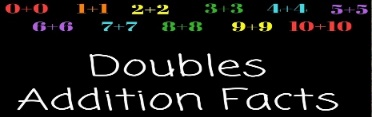 0+0 1+1 2+2 3+3 4+4 5+5
6+6 7+7 8+8 9+9 10+10
Doubles
Addition Facts